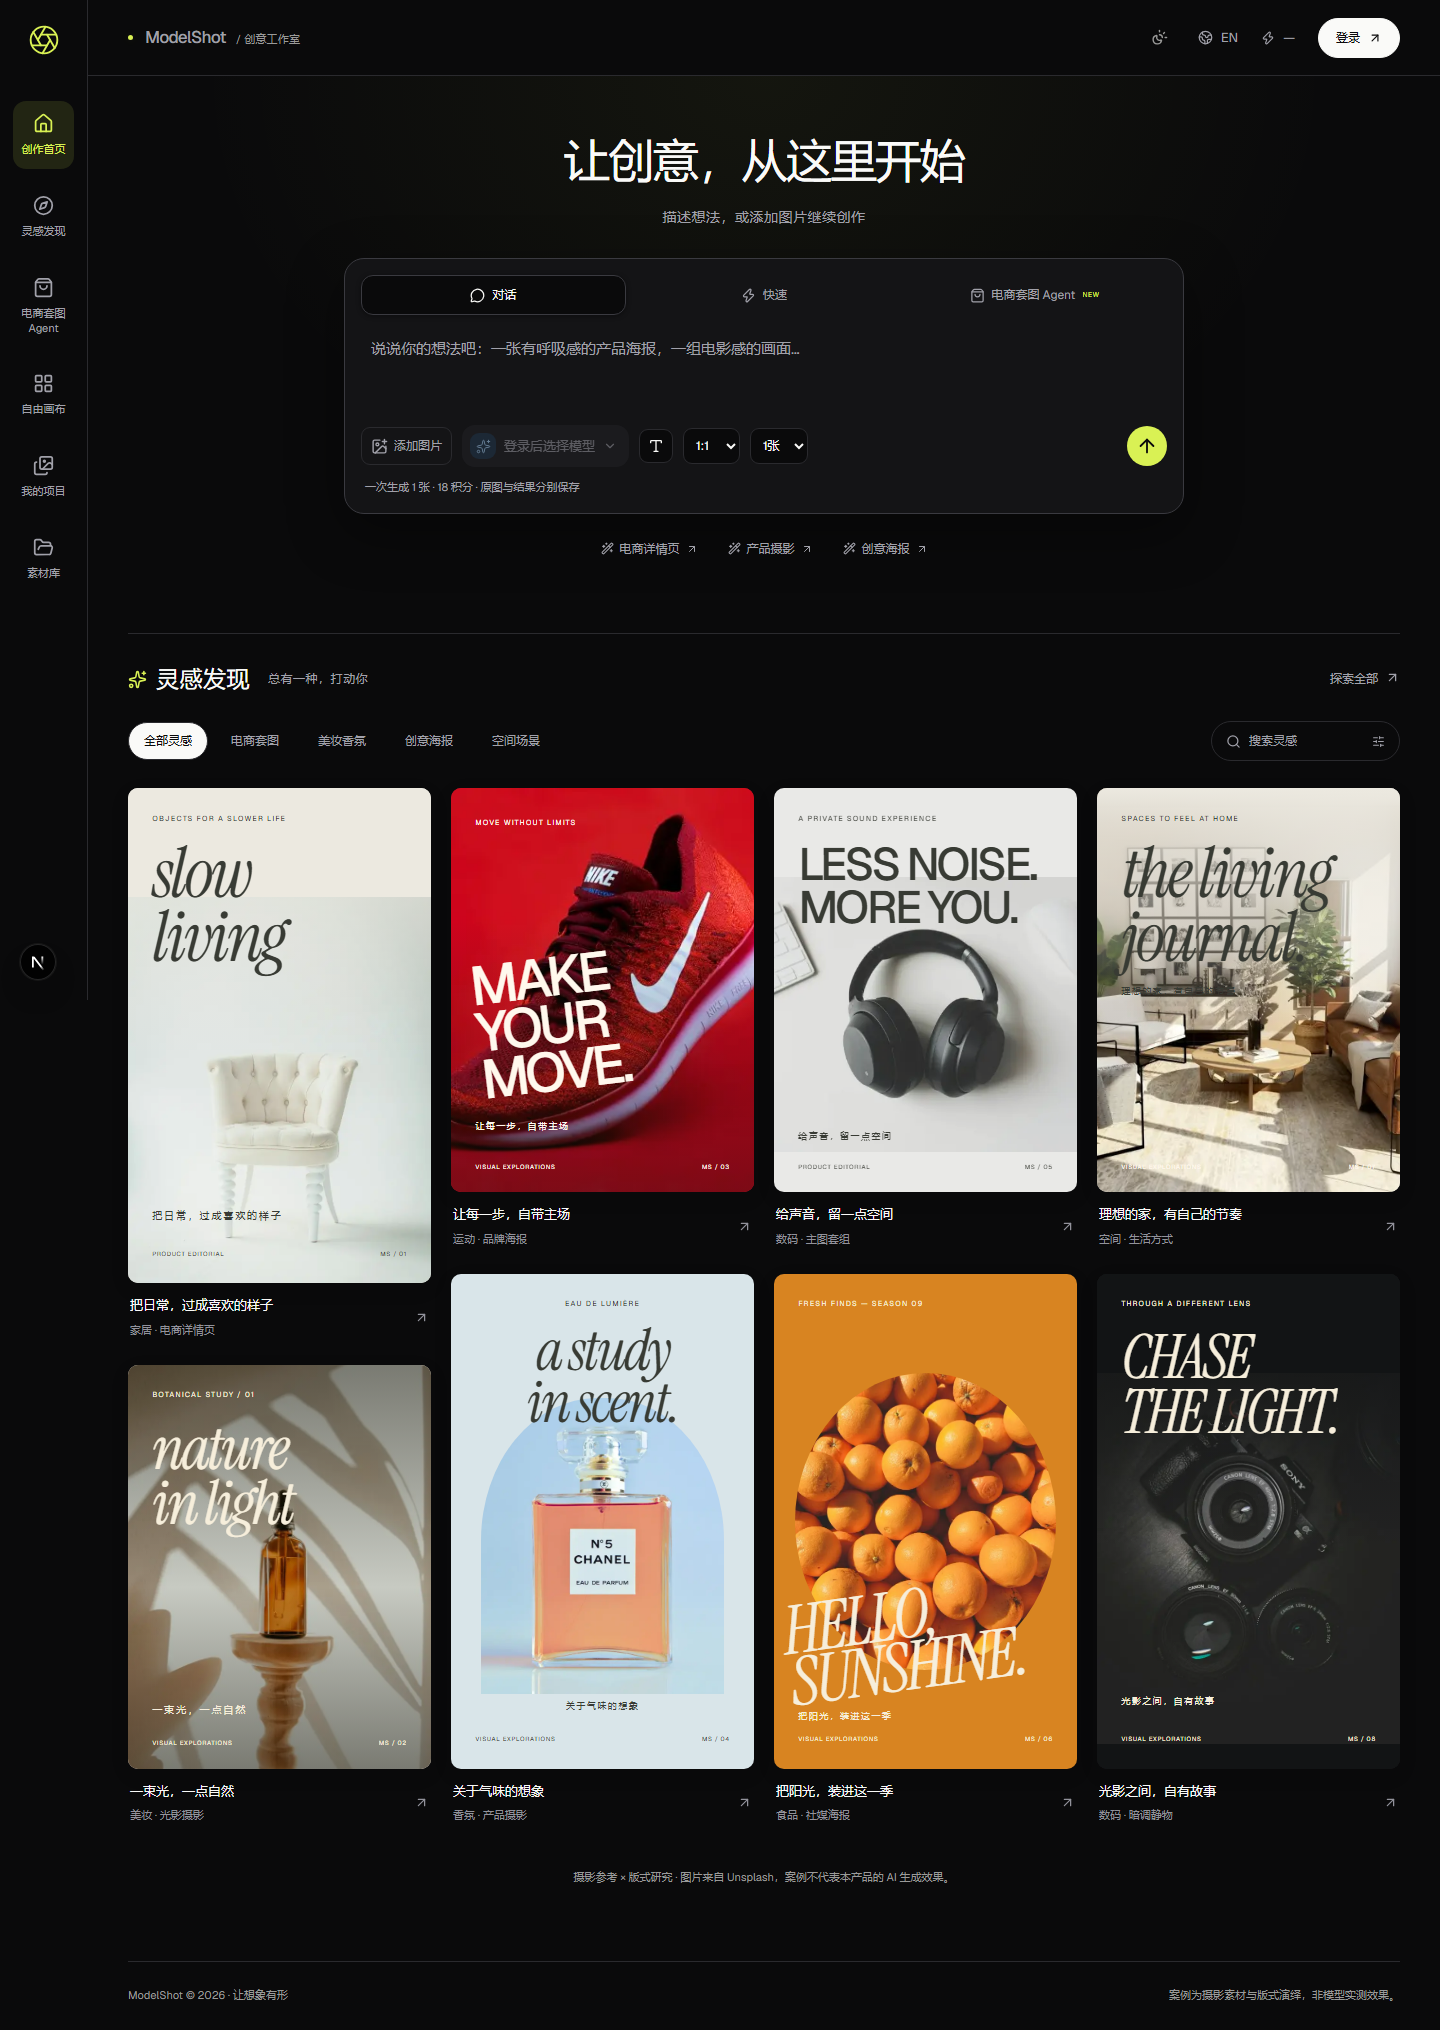 ModelShot / 创意工作室
EN
—
登录
创作首页
灵感发现
电商套图
Agent
自由画布
我的项目
素材库
N
让创意，从这里开始
描述想法，或添加图片继续创作
对话
快速
电商套图 Agent NEW
说说你的想法吧：一张有呼吸感的产品海报，一组电影感的画面...
添加图片
登录后选择模型
T
1:1
1张
一次生成 1 张 · 18 积分 · 原图与结果分别保存
电商详情页
产品摄影
创意海报
灵感发现
总有一种，打动你
探索全部
全部灵感
电商套图
美妆香氛
创意海报
空间场景
搜索灵感
OBJECTS FOR A SLOWER LIFE
slow
living
把日常，过成喜欢的样子
PRODUCT EDITORIAL
MS / 01
把日常，过成喜欢的样子
家居 · 电商详情页
MOVE WITHOUT LIMITS
NIKE
MAKE
YOUR
MOVE.
让每一步，自带主场
VISUAL EXPLORATIONS
MS / 03
让每一步，自带主场
运动 · 品牌海报
A PRIVATE SOUND EXPERIENCE
LESS NOISE.
MORE YOU.
给声音，留一点空间
PRODUCT EDITORIAL
MS / 05
给声音，留一点空间
数码 · 主图套组
SPACES TO FEEL AT HOME
the living
journal.
理想的家，有自己的节奏
空间 · 生活方式
BOTANICAL STUDY / 01
nature
in light
一束光，一点自然
VISUAL EXPLORATIONS
MS / 02
一束光，一点自然
美妆 · 光影摄影
EAU DE LUMIÈRE
a study
in scent.
N°5
CHANEL
EAU DE PARFUM
关于气味的想象
VISUAL EXPLORATIONS
MS / 04
关于气味的想象
香氛 · 产品摄影
FRESH FINDS — SEASON 09
HELLO,
SUNSHINE.
把阳光，装进这一季
VISUAL EXPLORATIONS
MS / 06
把阳光，装进这一季
食品 · 社媒海报
THROUGH A DIFFERENT LENS
CHASE
THE LIGHT.
SONY
光影之间，自有故事
VISUAL EXPLORATIONS
MS / 08
光影之间，自有故事
数码 · 暗调静物
摄影参考 × 版式研究 · 图片来自 Unsplash，案例不代表本产品的 AI 生成效果。
ModelShot © 2026 · 让想象有形
案例为摄影素材与版式演绎，非模型实测效果。